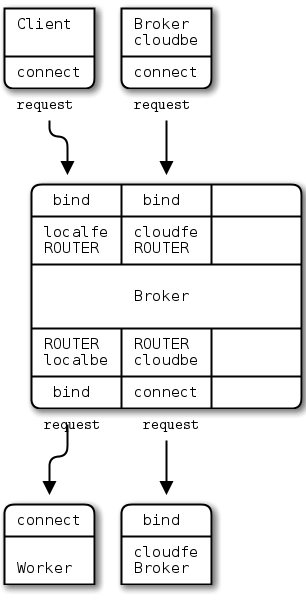 Client
Broker
cloudbe
connect
connect
request
request
bind
bind
localfe
cloudfe
ROUTER
ROUTER
Broker
ROUTER
ROUTER
localbe
cloudbe
bind
connect
request
request
connect
bind
Worker
cloudfe
Broker